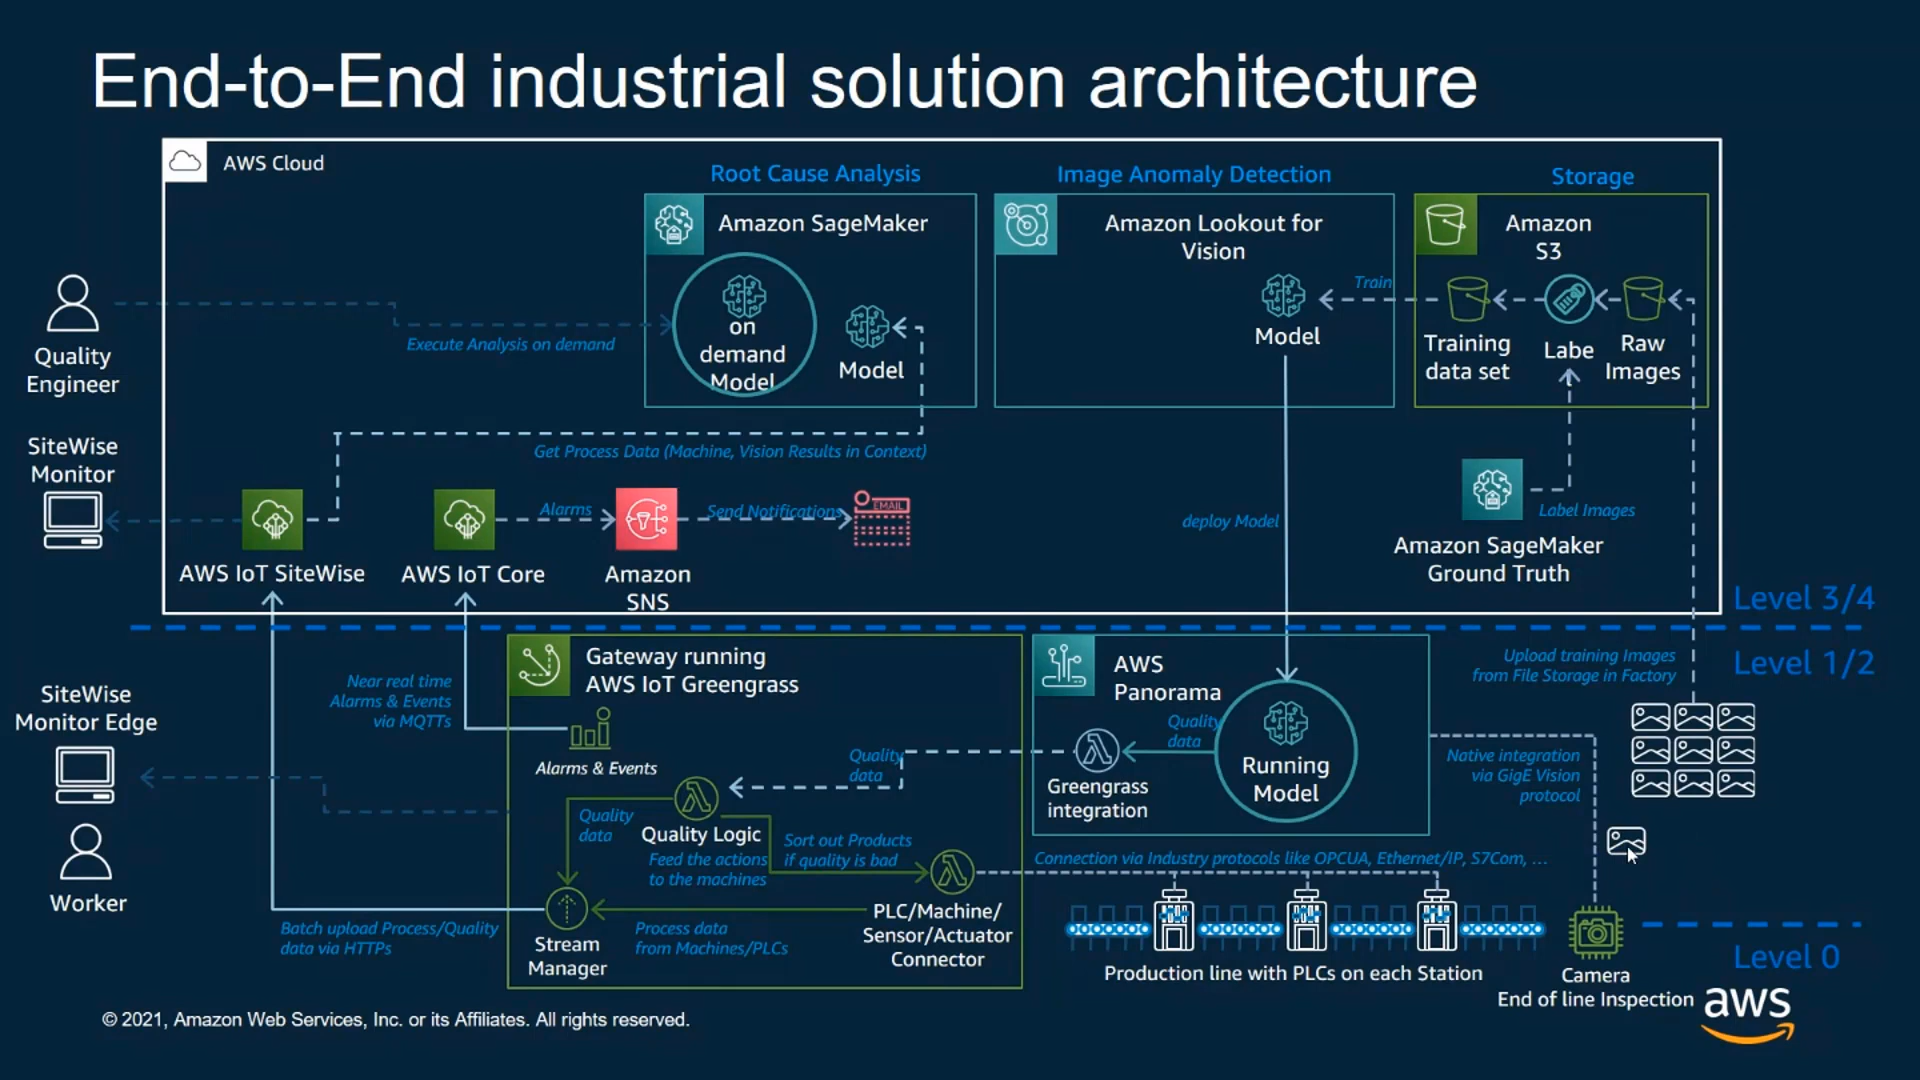 End-to-End industrial solution architecture
AWS Cloud
Root Cause Analysis
Image Anomaly Detection
Storage
Amazon SageMaker
Amazon Lookout for
Vision
Amazon
S3
Quality
Engineer
Execute Analysis on demand
on
demand
Model
Model
Model
Train
Training
data set
Labe
Raw
Images
SiteWise
Monitor
Get Process Data (Machine, Vision Results in Context)
Alarms
Send Notifications
EMAIL
AWS IoT SiteWise
AWS IoT Core
Amazon
SNS
deploy Model
Label Images
Amazon SageMaker
Ground Truth
Level 3/4
Level 1/2
SiteWise
Monitor Edge
Worker
Near real time
Alarms & Events
via MQTTs
Gateway running
AWS IoT Greengrass
Alarms & Events
Quality
data
Quality Logic
Quality
data
Feed the actions
to the machines
Sort out Products
if quality is bad
AWS
Panorama
Quality
data
Greengrass
integration
Running
Model
Upload training Images
from File Storage in Factory
Native integration
via GigE Vision
protocol
Connection via Industry protocols like OPCUA, Ethernet/IP, S7Com, ...
Batch upload Process/Quality
data via HTTPs
Stream
Manager
Process data
from Machines/PLCs
PLC/Machine/
Sensor/Actuator
Connector
Production line with PLCs on each Station
Camera
End of line Inspection
Level 0
aws
© 2021, Amazon Web Services, Inc. or its Affiliates. All rights reserved.